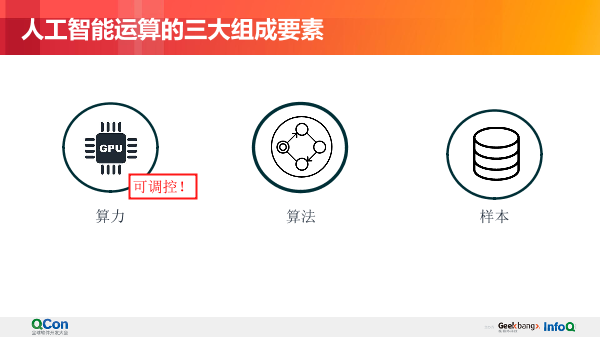 人工智能运算的三大组成要素
GPU
可调控！
算力
算法
样本
QCon
全球软件开发大会
Geekbang
InfoQ